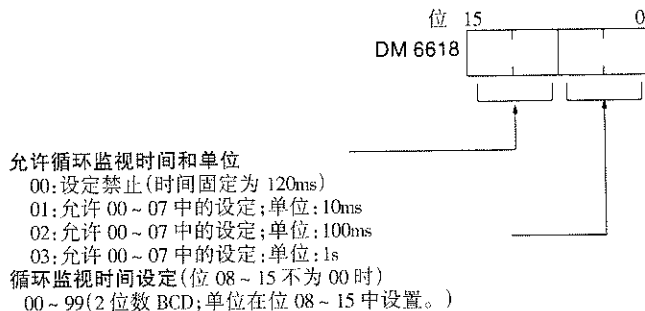 位 15 0
DM 6618
允许循环监视时间和单位
00:设定禁止(时间固定为 120ms)
01:允许 00~07 中的设定;单位:10ms
02:允许 00~07 中的设定;单位:100ms
03:允许 00~07 中的设定;单位:1s
循环监视时间设定(位 08~15 不为 00 时)
00~99(2 位数 BCD;单位在位 08~15 中设置。)